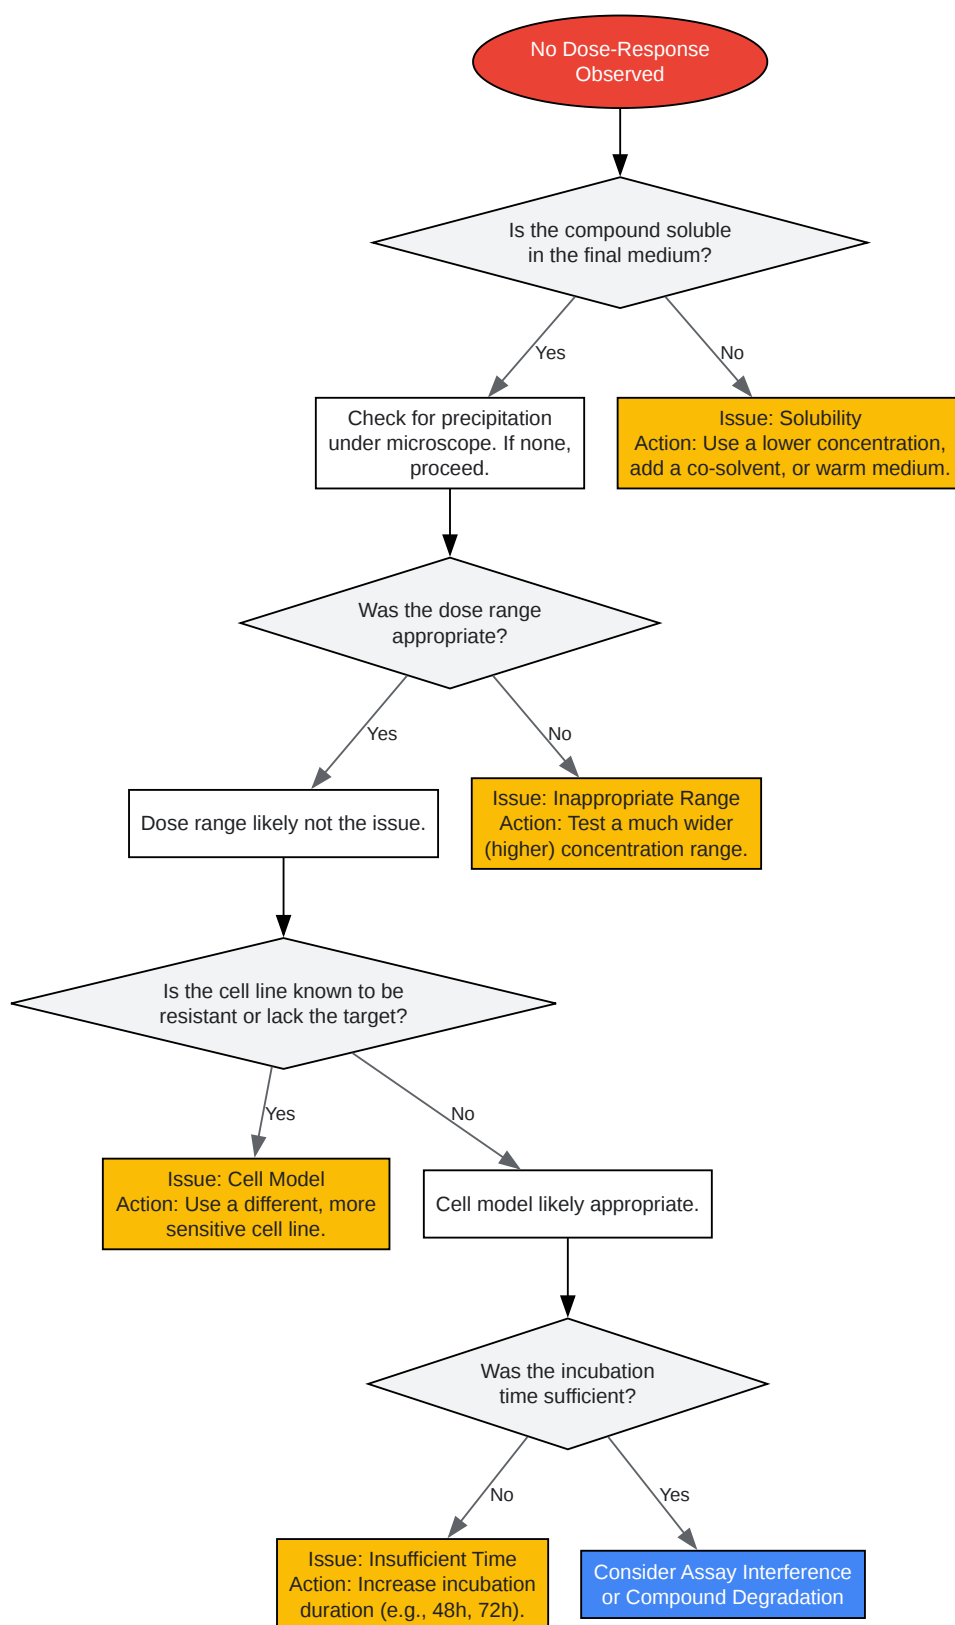 No Dose-Response
Observed
Is the compound soluble
in the final medium?
Yes
No
Check for precipitation
under microscope. If none,
proceed.
Issue: Solubility
Action: Use a lower concentration,
add a co-solvent, or warm medium.
Was the dose range
appropriate?
Yes
No
Dose range likely not the issue.
Issue: Inappropriate Range
Action: Test a much wider
(higher) concentration range.
Is the cell line known to be
resistant or lack the target?
Yes
No
Issue: Cell Model
Action: Use a different, more
sensitive cell line.
Cell model likely appropriate.
Was the incubation
time sufficient?
No
Yes
Issue: Insufficient Time
Action: Increase incubation
duration (e.g., 48h, 72h).
Consider Assay Interference
or Compound Degradation